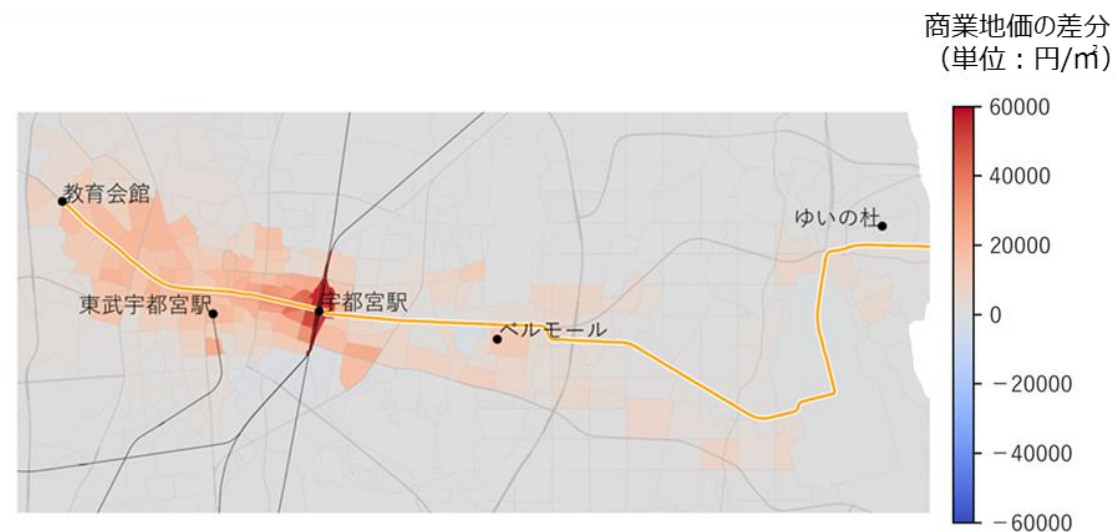 商業地価の差分
（単位：円/㎡）
60000
40000
20000
0
−20000
−40000
−60000
教育会館
ゆいの杜
東武宇都宮駅
宇都宮駅
ベルモール